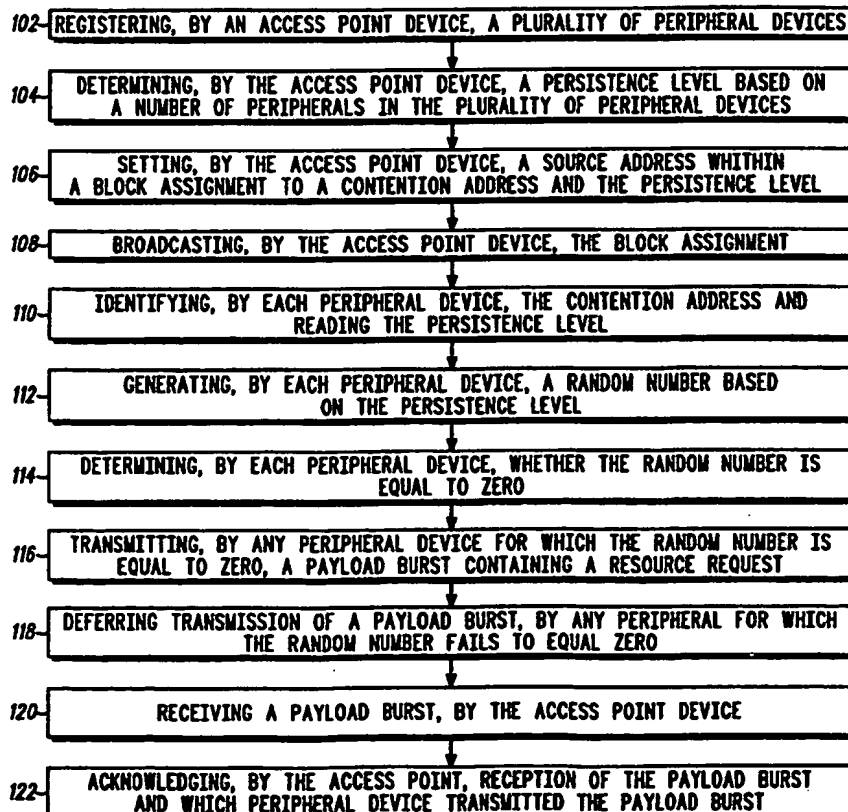 102 REGISTERING, BY AN ACCESS POINT DEVICE, A PLURALITY OF PERIPHERAL DEVICES
104 DETERMINING, BY THE ACCESS POINT DEVICE, A PERSISTENCE LEVEL BASED ON
A NUMBER OF PERIPHERALS IN THE PLURALITY OF PERIPHERAL DEVICES
106 SETTING, BY THE ACCESS POINT DEVICE, A SOURCE ADDRESS WHITHIN
A BLOCK ASSIGNMENT TO A CONTENTION ADDRESS AND THE PERSISTENCE LEVEL
108 BROADCASTING, BY THE ACCESS POINT DEVICE, THE BLOCK ASSIGNMENT
110 IDENTIFYING, BY EACH PERIPHERAL DEVICE, THE CONTENTION ADDRESS AND
READING THE PERSISTENCE LEVEL
112 GENERATING, BY EACH PERIPHERAL DEVICE, A RANDOM NUMBER BASED
ON THE PERSISTENCE LEVEL
114 DETERMINING, BY EACH PERIPHERAL DEVICE, WHETHER THE RANDOM NUMBER IS
EQUAL TO ZERO
116 TRANSMITTING, BY ANY PERIPHERAL DEVICE FOR WHICH THE RANDOM NUMBER IS
EQUAL TO ZERO, A PAYLOAD BURST CONTAINING A RESOURCE REQUEST
118 DEFERRING TRANSMISSION OF A PAYLOAD BURST, BY ANY PERIPHERAL FOR WHICH
THE RANDOM NUMBER FAILS TO EQUAL ZERO
120 RECEIVING A PAYLOAD BURST, BY THE ACCESS POINT DEVICE
122 ACKNOWLEDGING, BY THE ACCESS POINT, RECEPTION OF THE PAYLOAD BURST
AND WHICH PERIPHERAL DEVICE TRANSMITTED THE PAYLOAD BURST